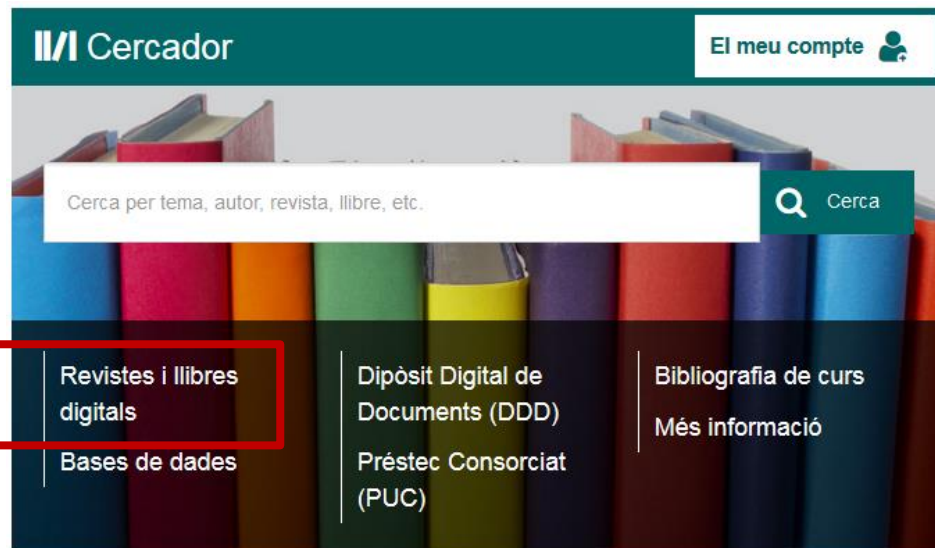 Cercador
El meu compte
Cerca per tema, autor, revista, llibre, etc.
Cerca
Revistes i llibres
digitals
Bases de dades
Dipòsit Digital de
Documents (DDD)
Préstec Consorciat
(PUC)
Bibliografia de curs
Més informació